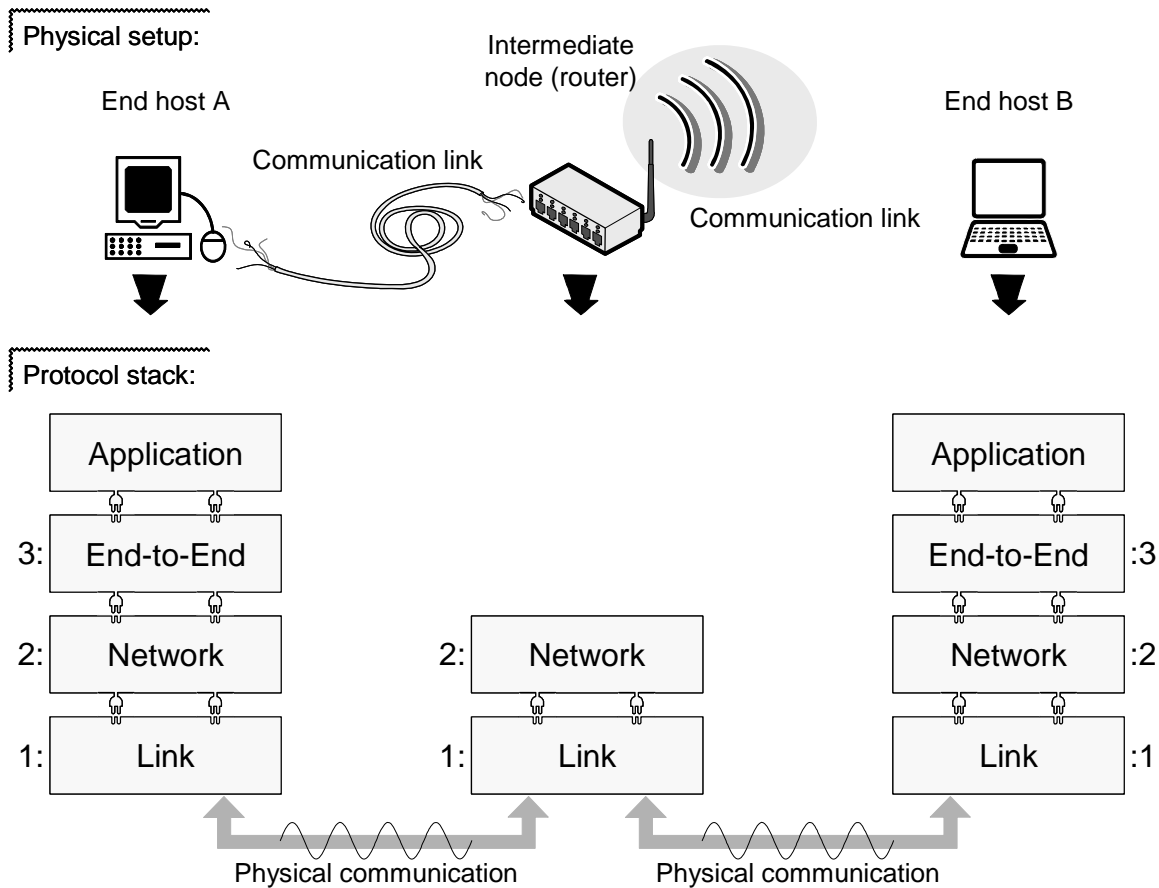 Physical setup:
Intermediate
node (router)
End host A
End host B
Communication link
Communication link
Protocol stack:
Application
Application
3: End-to-End
End-to-End :3
2: Network
2: Network
Network :2
1: Link
1: Link
Link :1
Physical communication
Physical communication